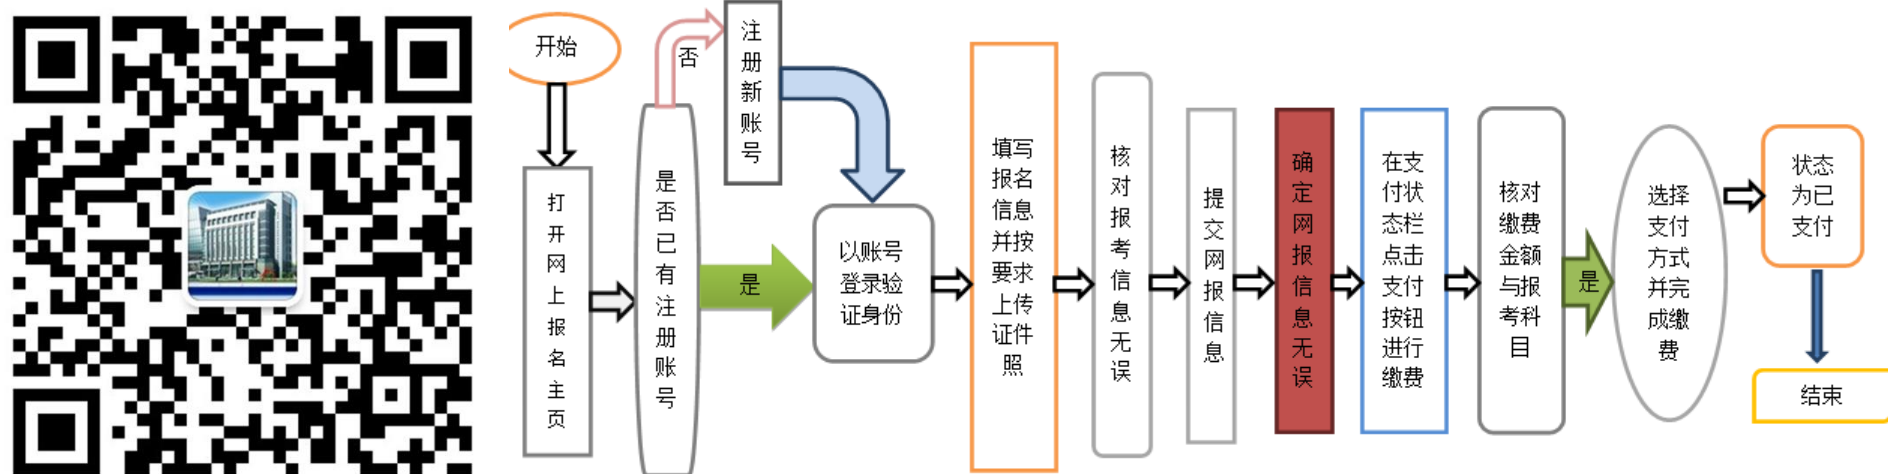 开始
打
开
网
上
报
名
主
页
是
否
已
有
注
册
账
号
否
注
册
新
账
号
是
以账号
登录验
证身份
填写
报名
信息
并按
要求
上传
证件
照
核
对
报
考
信
息
无
误
提
交
网
报
信
息
确
定
网
报
信
息
无
误
在支
付状
态栏
点击
支付
按钮
进行
缴费
核对
缴费
金额
与报
考科
目
是
选择
支付
方式
并完
成缴
费
状态
为已
支付
结束